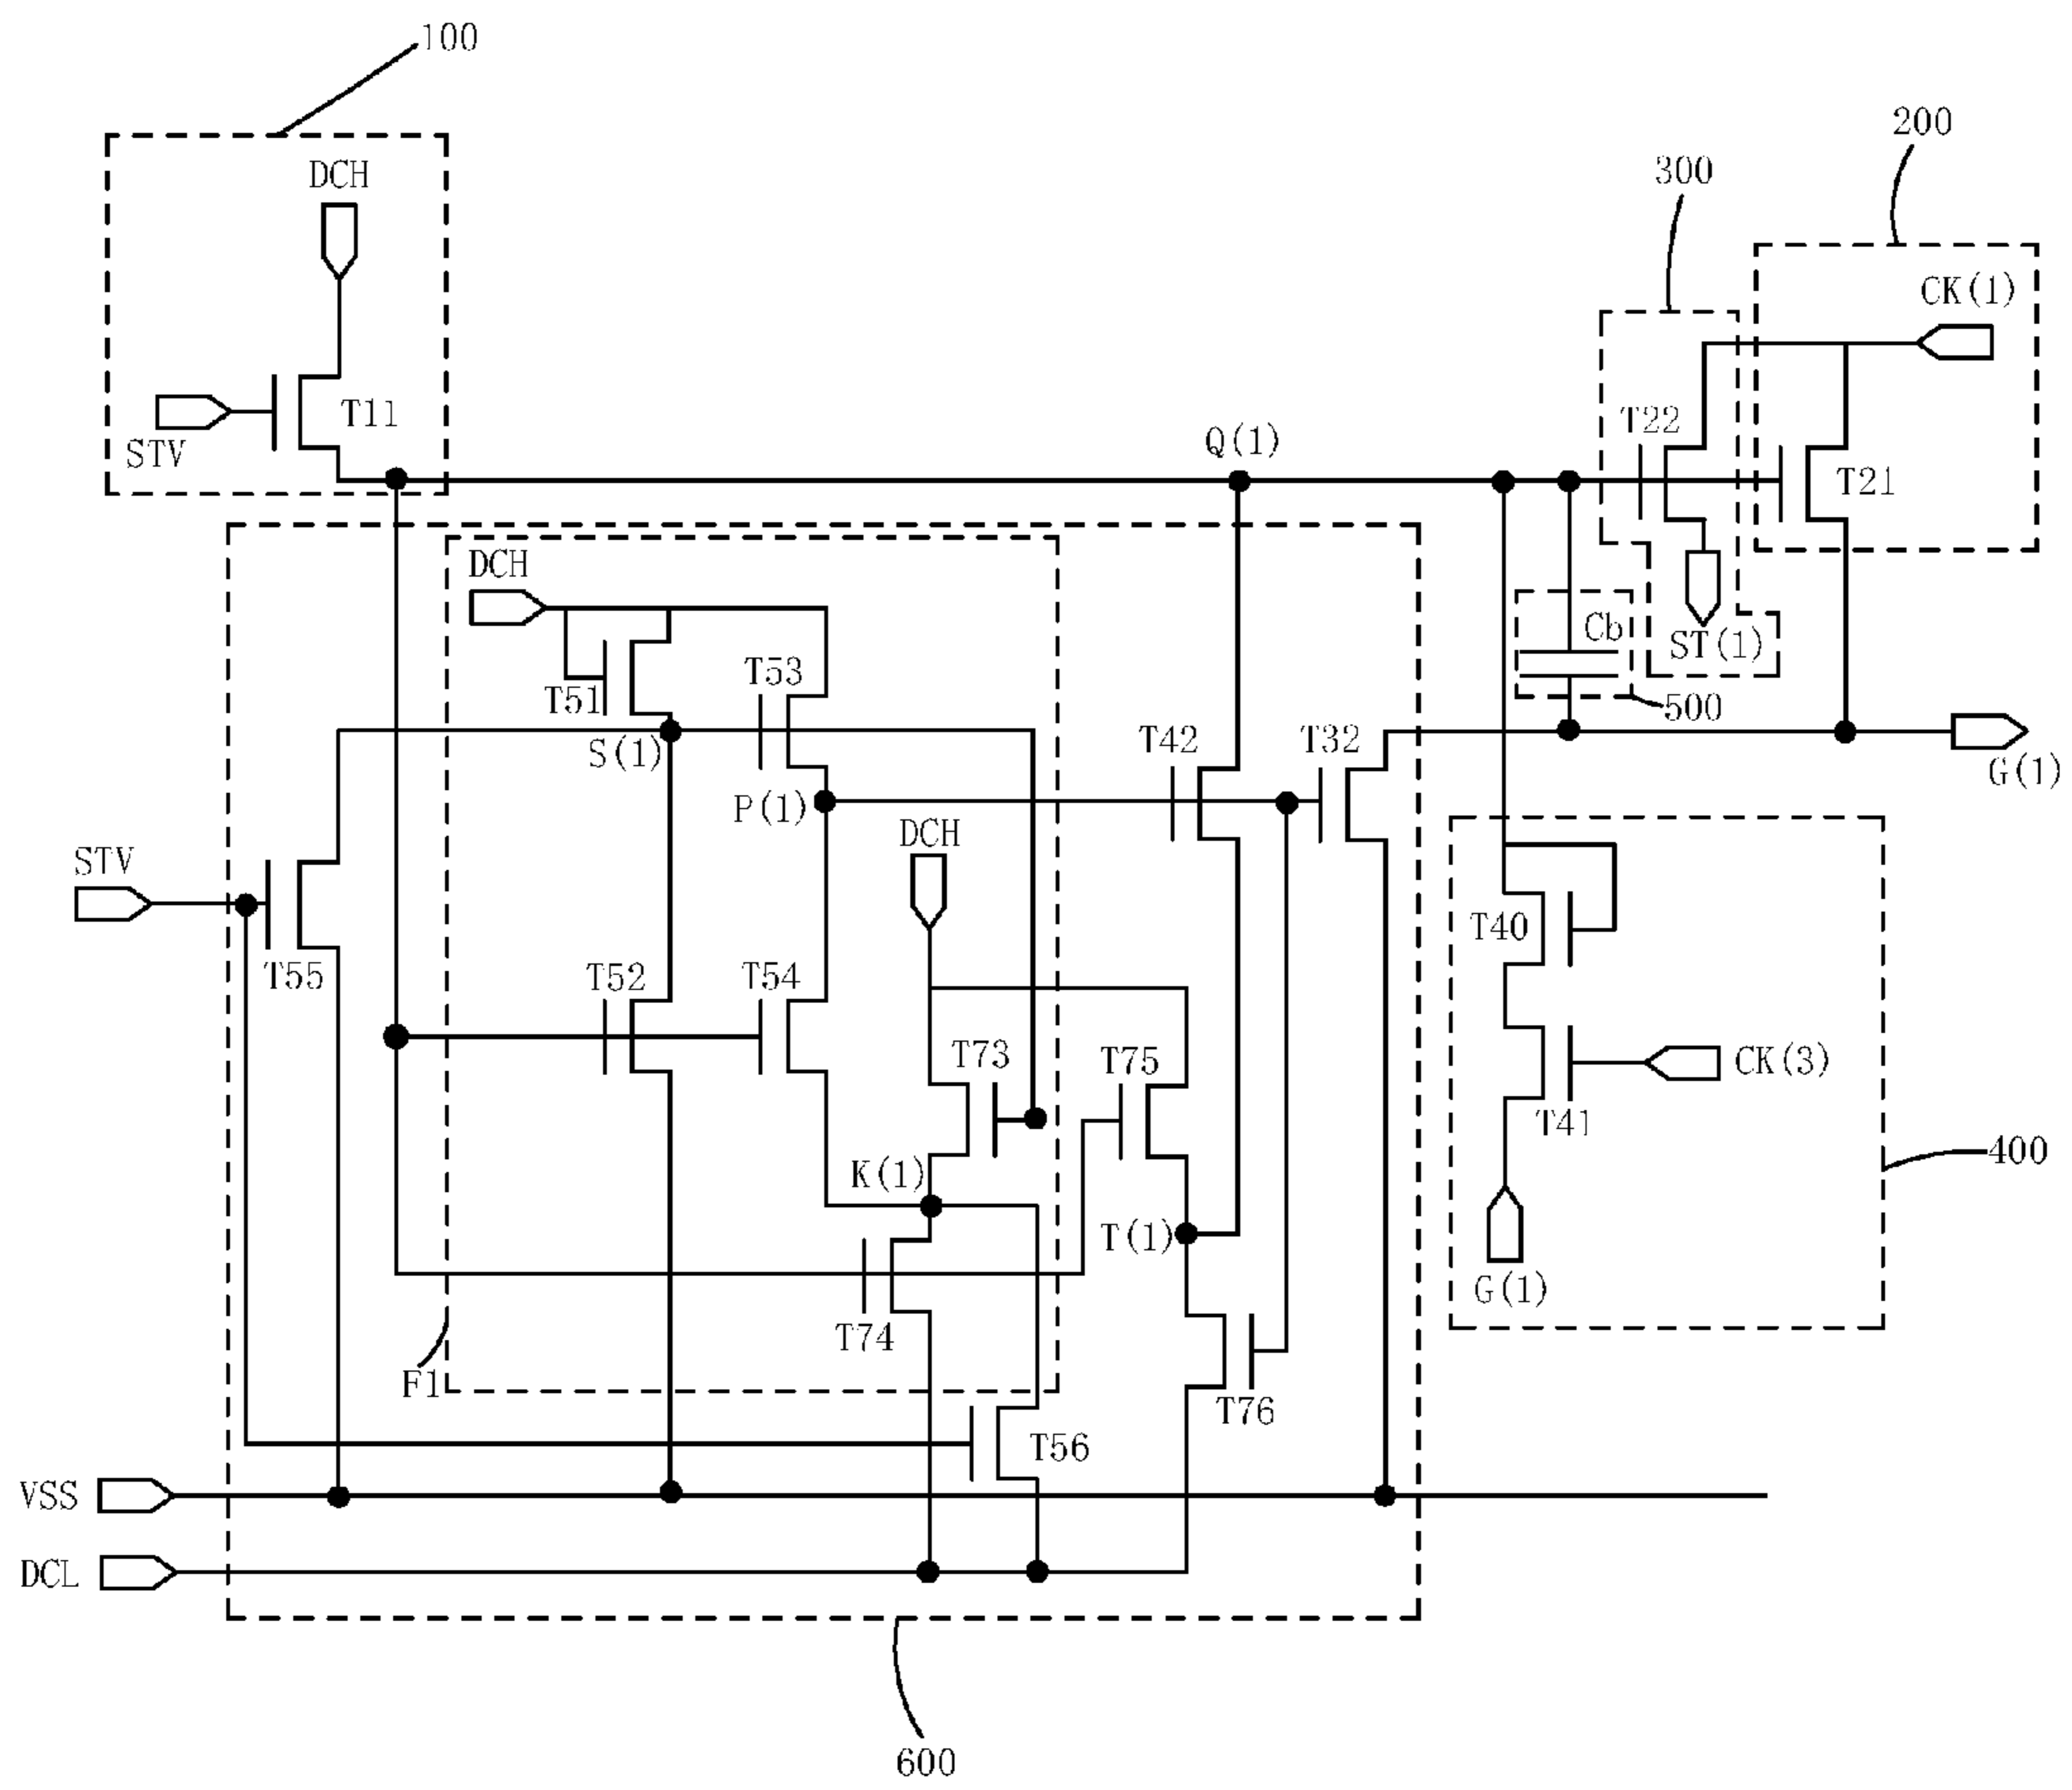 100
200
DCH
300
CK(1)
T11
T22
STV
Q(1)
T21
DCH
Cb
ST(1)
T53
T51
500
S(1)
T42
T32
G(1)
P(1)
DCH
STV
T40
T55
T52
T54
T73
T75
CK(3)
T41
400
K(1)
T(1)
G(1)
T74
F1
T76
T56
VSS
DCL
600